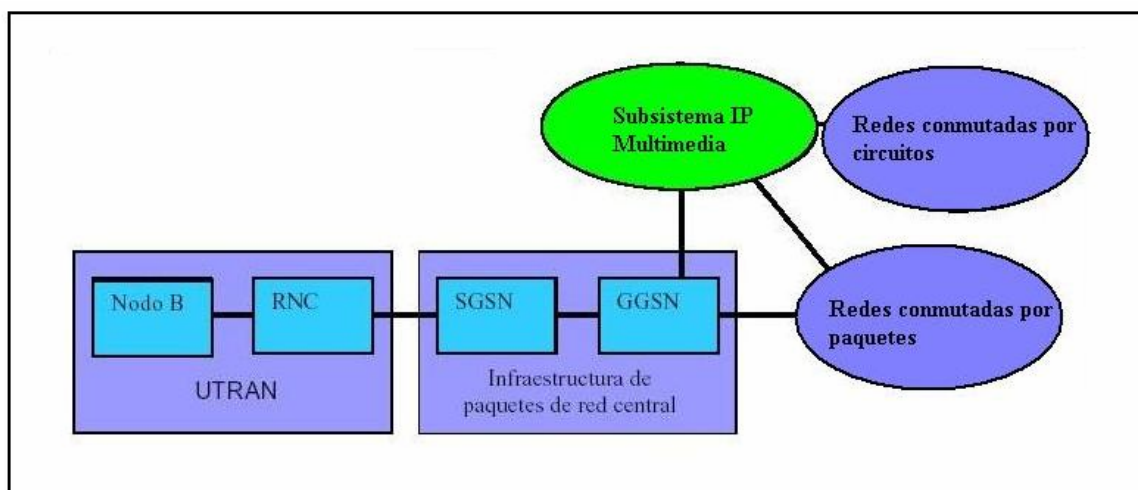 Subsistema IP
Multimedia
Redes conmutadas por
circuitos
Nodo B
RNC
SGSN
GGSN
Redes conmutadas por
paquetes
UTRAN
Infraestructura de
paquetes de red central